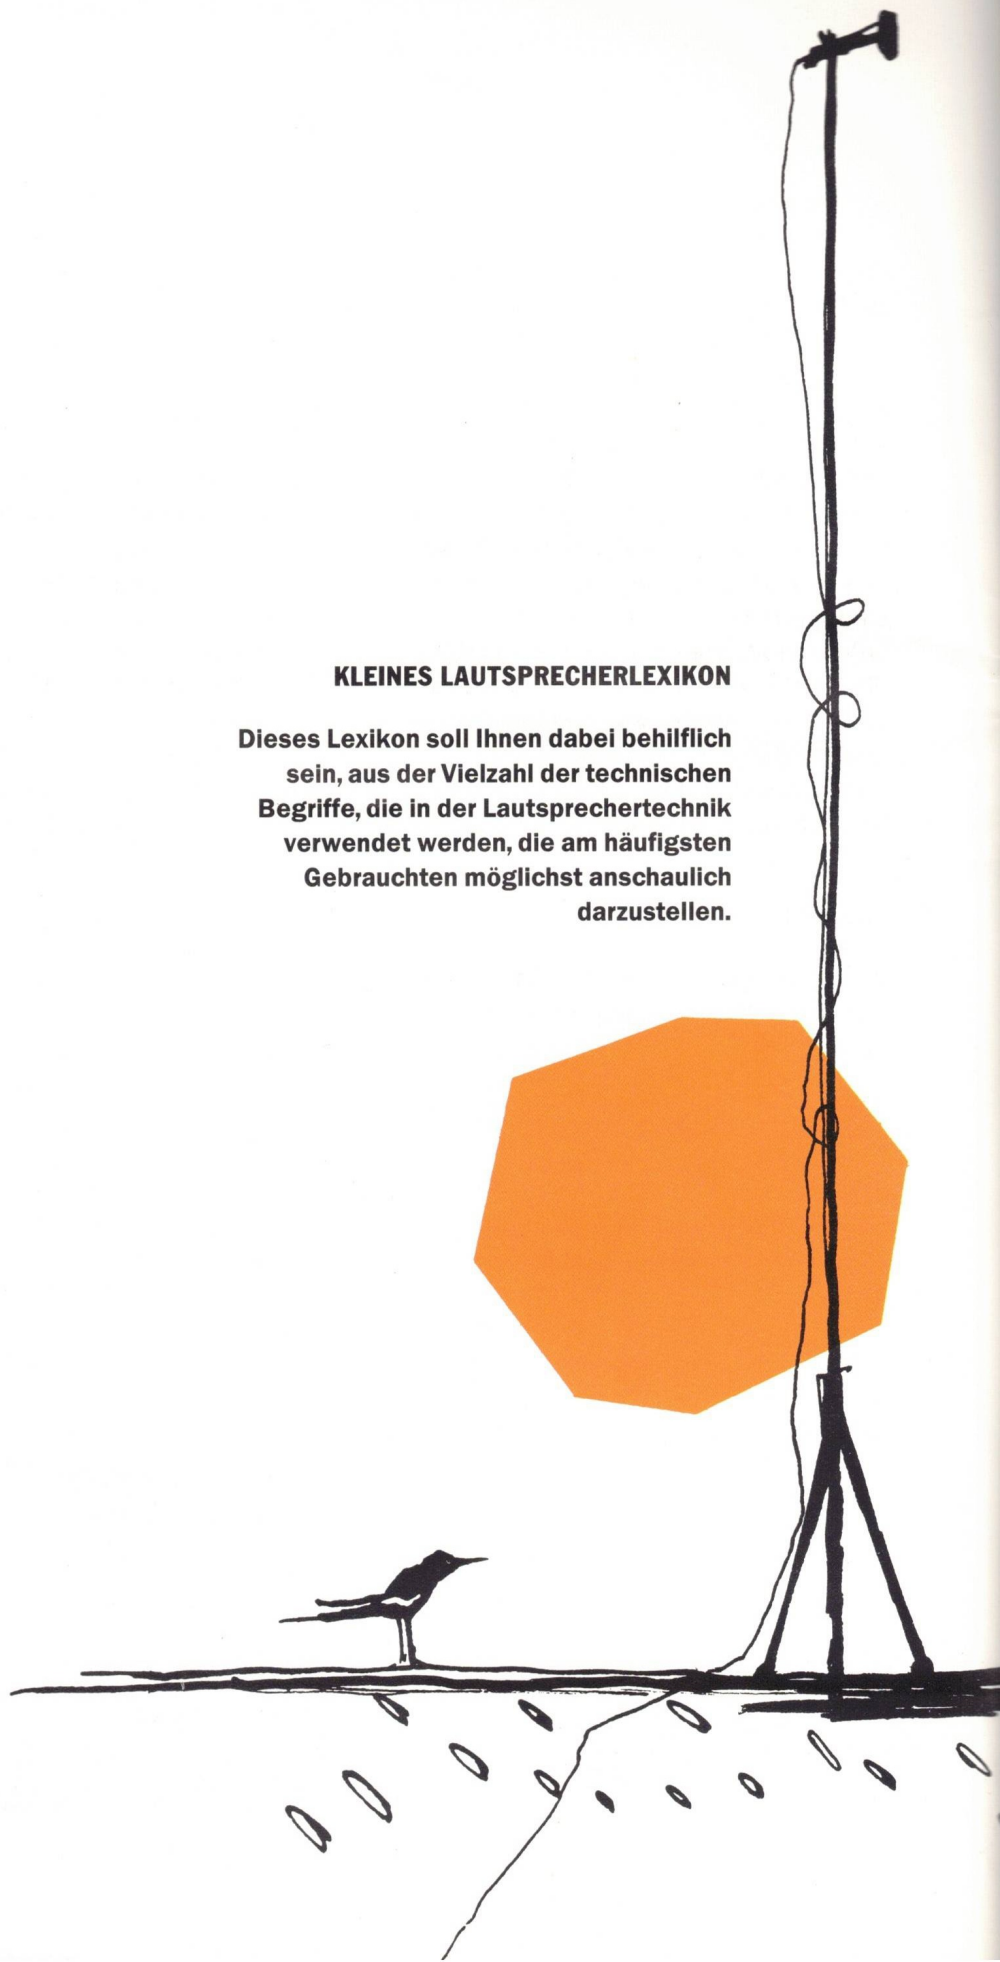 KLEINES LAUTSPRECHERLEXIKON
Dieses Lexikon soll Ihnen dabei behilflich
sein, aus der Vielzahl der technischen
Begriffe, die in der Lautsprechertechnik
verwendet werden, die am häufigsten
Gebrauchten möglichst anschaulich
darzustellen.